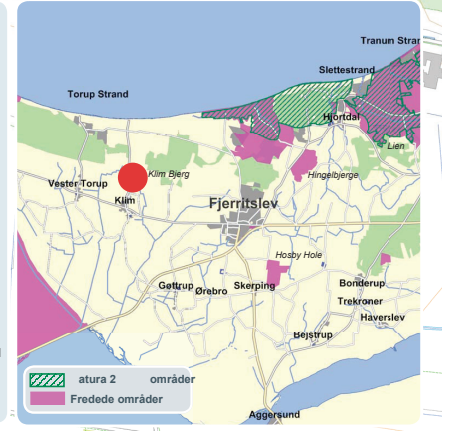 Tranum Stran
Slettestrand
Torup Strand
Hjortdal
Lien
Klim Bjerg
Hingelbjerge
Vester Torup
Klim
Fjerritslev
Hosby Hole
Gøttrup
Ørebro
Skerping
Bonderup
Trekroner
Haverslev
Bejstrup
atura 2 områder
Fredede områder
Aggersund